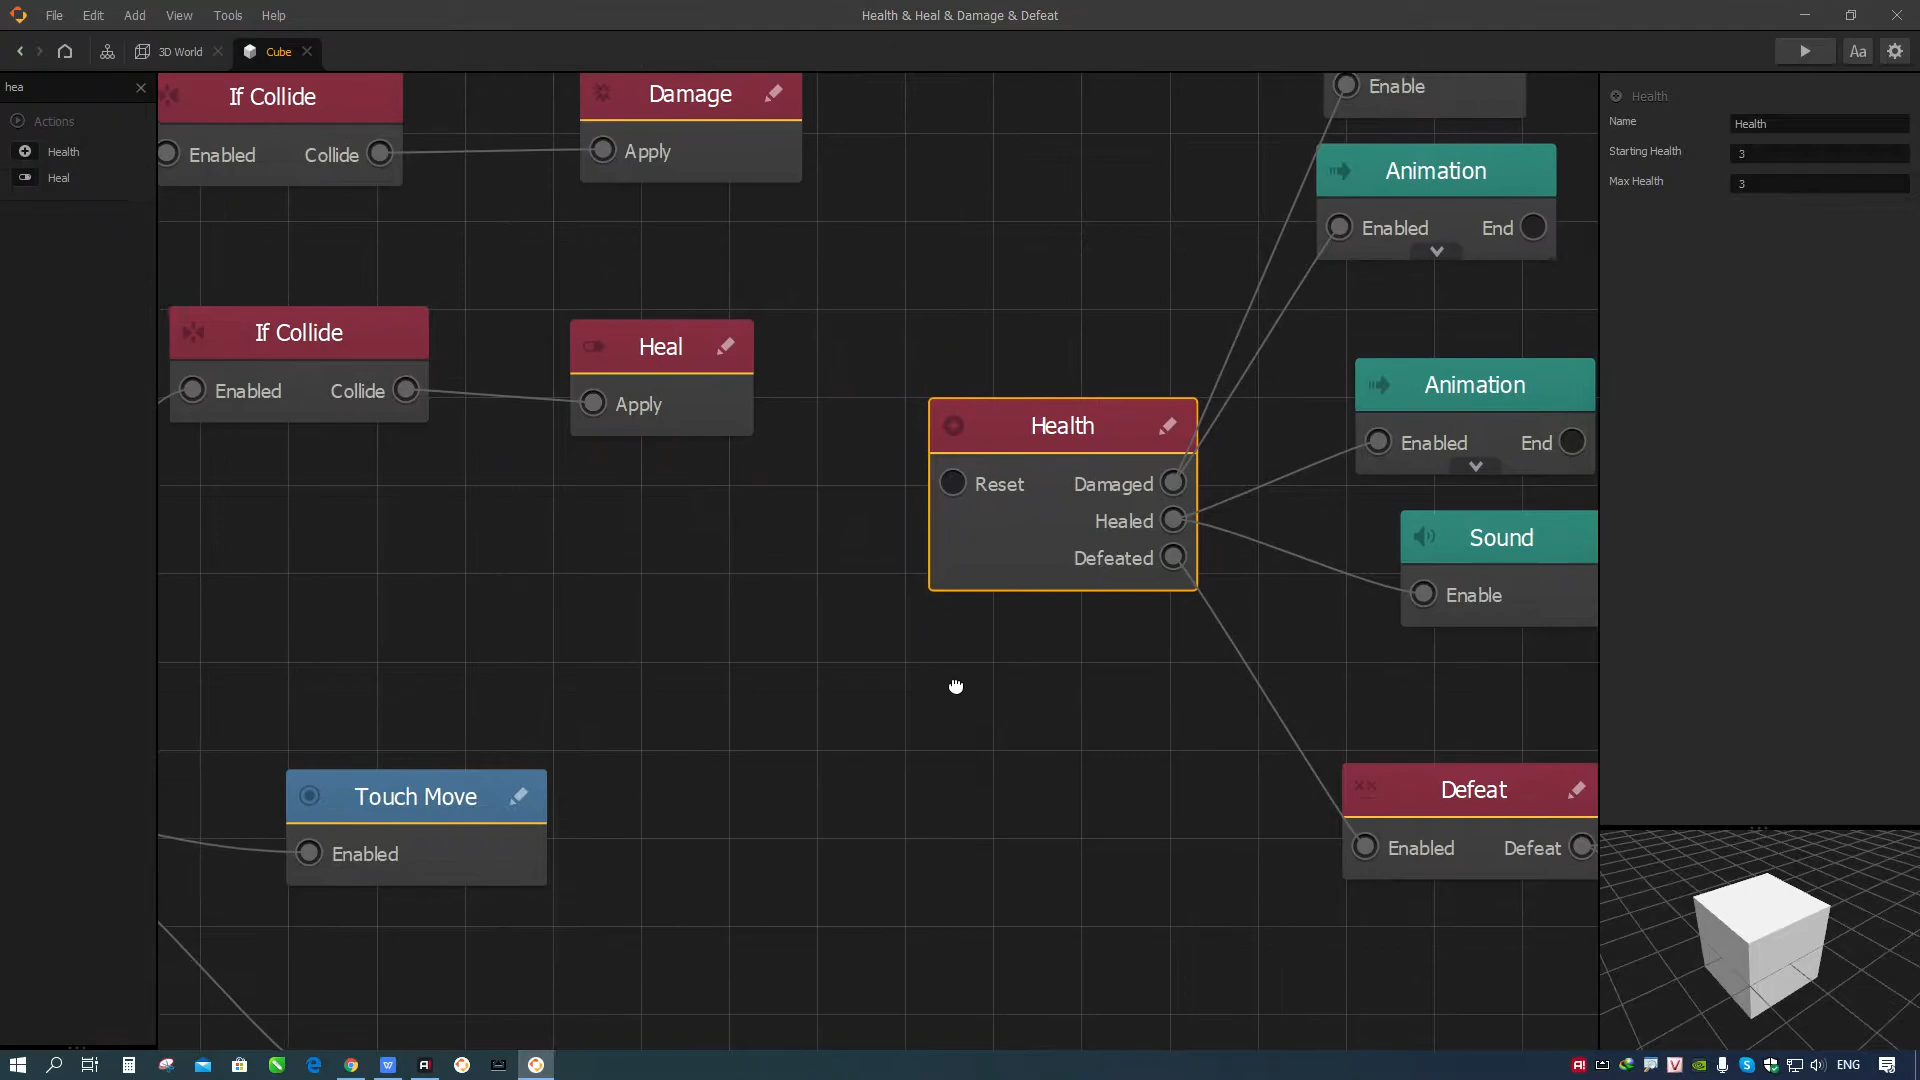 File Edit View Tools Help
Health & Heal & Damage & Defeat
3D World
Cube
Aa
hea
Actions
Health
Heal
If Collide
Enabled Collide
Damage
Apply
Enable
Animation
Enabled End
If Collide
Enabled Collide
Heal
Apply
Health
Reset Damaged
Healed
Defeated
Animation
Enabled End
Sound
Enable
Touch Move
Enabled
Defeat
Enabled Defeat
Health
Name Health
Starting Health 3
Max Health 3
ENG